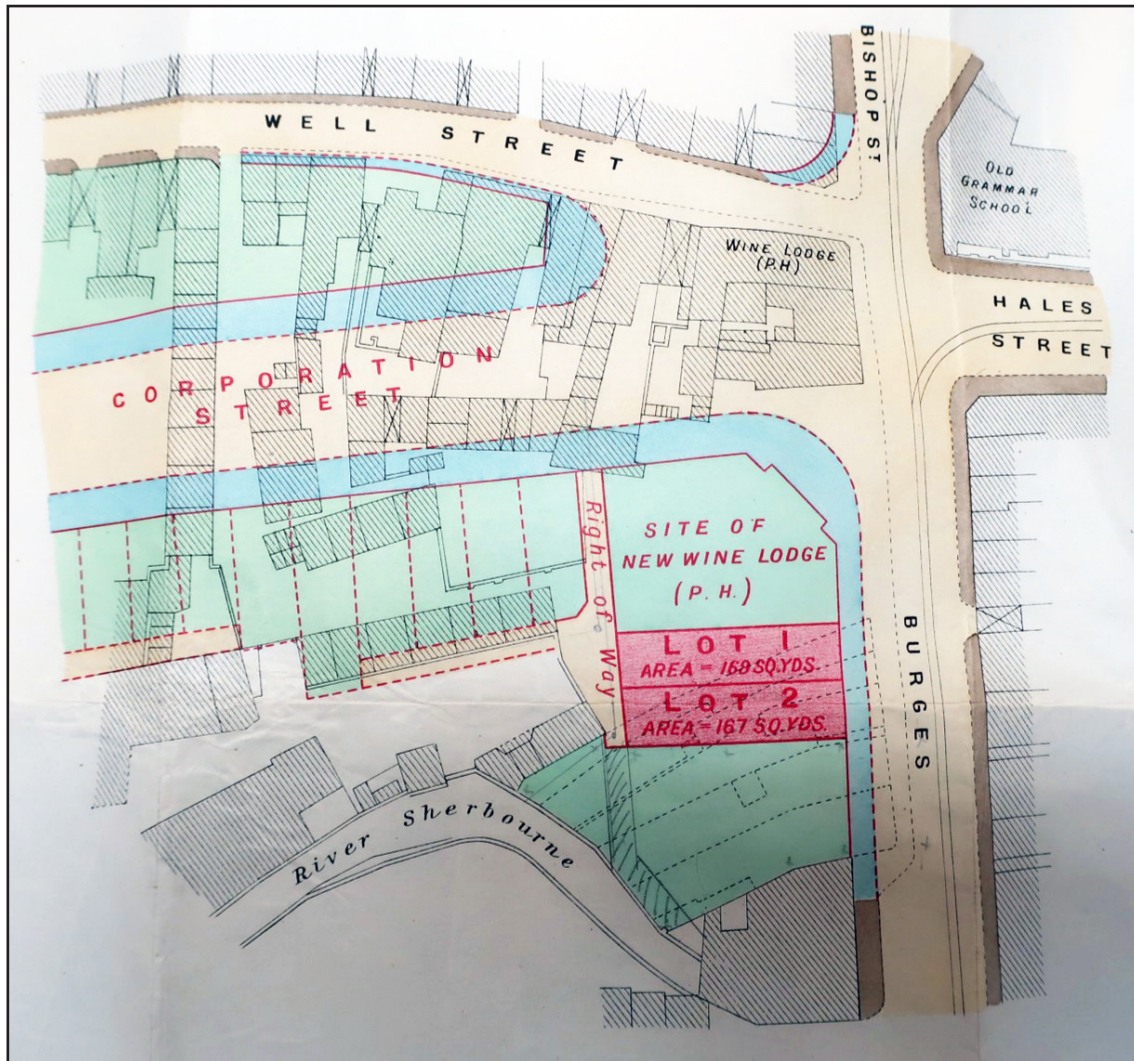 BISHOP ST.
WELL STREET
OLD
GRAMMAR
SCHOOL
WINE LODGE
(P.H)
HALES
STREET
CORPORATION
STREET
Right of Way
SITE OF
NEW WINE LODGE
(P. H.)
LOT 1
AREA = 168 SQ.YDS.
LOT 2
AREA = 167 SQ.YDS.
BURGES
River Sherbourne